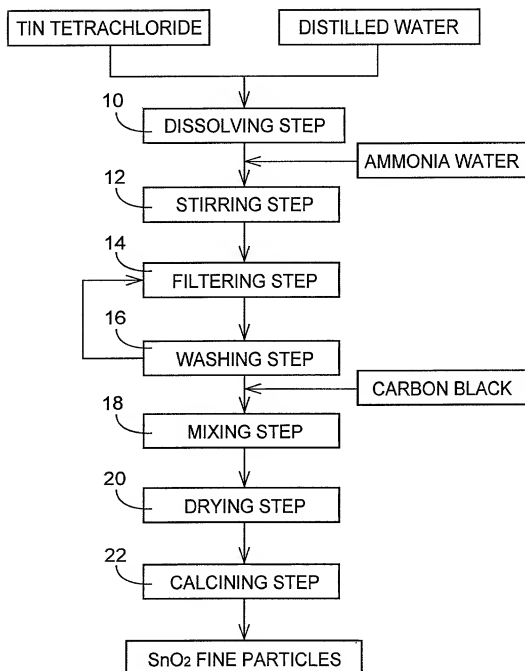 TIN TETRACHLORIDE
DISTILLED WATER
10
DISSOLVING STEP
AMMONIA WATER
12
STIRRING STEP
14
FILTERING STEP
16
WASHING STEP
CARBON BLACK
18
MIXING STEP
20
DRYING STEP
22
CALCINING STEP
SnO2 FINE PARTICLES